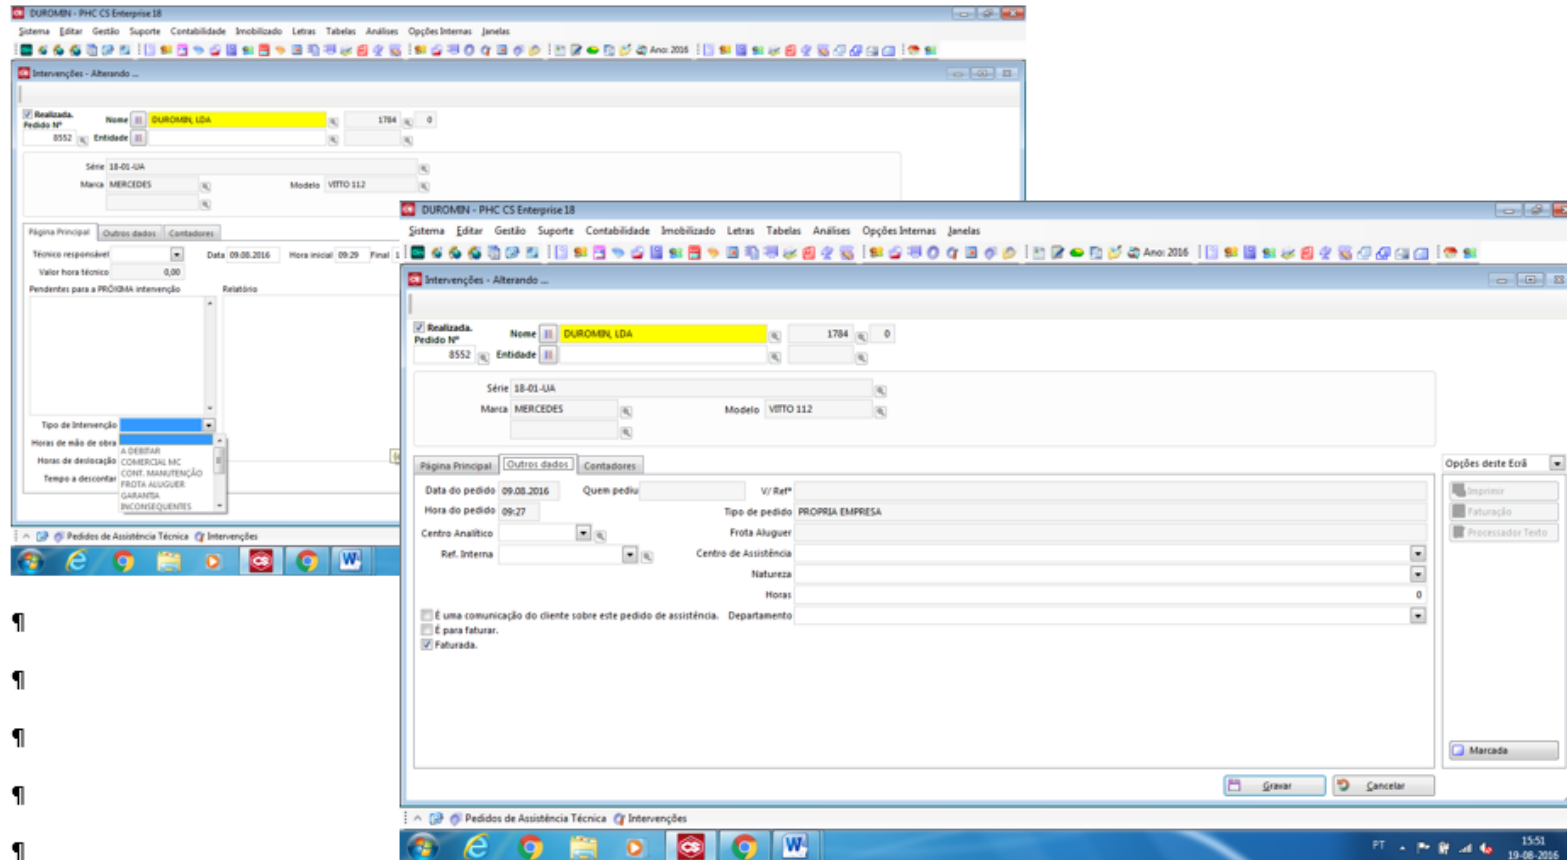 DUROMIN - PHC CS Enterprise 18
Sistema Editar Gestão Suporte Contabilidade Imobilizado Letras Tabelas Análises Opções Internas Janelas
Ano: 2016
Intervenções - Alterando ...
Realizada. Nome DUROMIN, LDA 1784 0
Pedido Nº
8552 Entidade
Série 18-01-UA
Marca MERCEDES Modelo VITTO 112
Página Principal Outros dados Contadores
Técnico responsável Data 09.08.2016 Hora inicial 09:29 Final 1
Valor hora técnico 0,00
Pendentes para a PRÓXIMA intervenção Relatório
Tipo de Intervenção
Horas de mão de obra
A DEBITAR
COMERCIAL MC
Horas de deslocação
CONT. MANUTENÇÃO
Tempo a descontar
FROTA ALUGUER
GARANTIA
INCONSEQUENTES
Pedidos de Assistência Técnica Intervenções
DUROMIN - PHC CS Enterprise 18
Sistema Editar Gestão Suporte Contabilidade Imobilizado Letras Tabelas Análises Opções Internas Janelas
Ano: 2016
Intervenções - Alterando ...
Realizada. Nome DUROMIN, LDA 1784 0
Pedido Nº
8552 Entidade
Série 18-01-UA
Marca MERCEDES Modelo VITTO 112
Página Principal Outros dados Contadores Opções deste Ecrã
Data do pedido 09.08.2016 Quem pediu V/ Refª Imprimir
Hora do pedido 09:27 Tipo de pedido PROPRIA EMPRESA Faturação
Centro Analítico Frota Aluguer Processador Texto
Ref. Interna Centro de Assistência
Natureza
Horas 0
É uma comunicação do cliente sobre este pedido de assistência. Departamento
É para faturar.
Faturada.
Marcada
Gravar Cancelar
Pedidos de Assistência Técnica Intervenções
PT 15:51
19-08-2016
¶
¶
¶
¶
¶